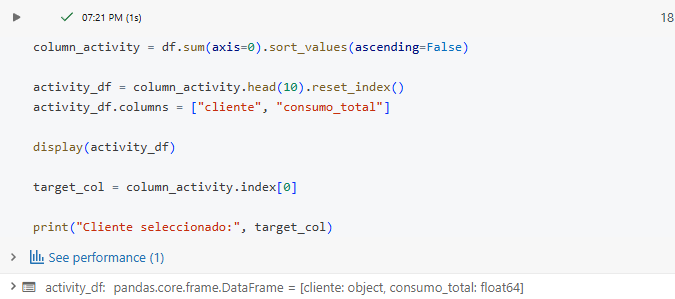 07:21 PM (1s)
18
column_activity = df.sum(axis=0).sort_values(ascending=False)
activity_df = column_activity.head(10).reset_index()
activity_df.columns = ["cliente", "consumo_total"]
display(activity_df)
target_col = column_activity.index[0]
print("Cliente seleccionado:", target_col)
See performance (1)
activity_df: pandas.core.frame.DataFrame = [cliente: object, consumo_total: float64]